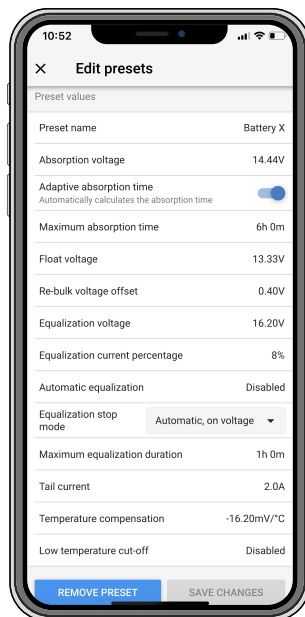 10:52
Edit presets
Preset values
Preset name Battery X
Absorption voltage 14.44V
Adaptive absorption time
Automatically calculates the absorption time
Maximum absorption time 6h 0m
Float voltage 13.33V
Re-bulk voltage offset 0.40V
Equalization voltage 16.20V
Equalization current percentage 8%
Automatic equalization Disabled
Equalization stop
mode Automatic, on voltage
Maximum equalization duration 1h 0m
Tail current 2.0A
Temperature compensation -16.20mV/°C
Low temperature cut-off Disabled
REMOVE PRESET SAVE CHANGES